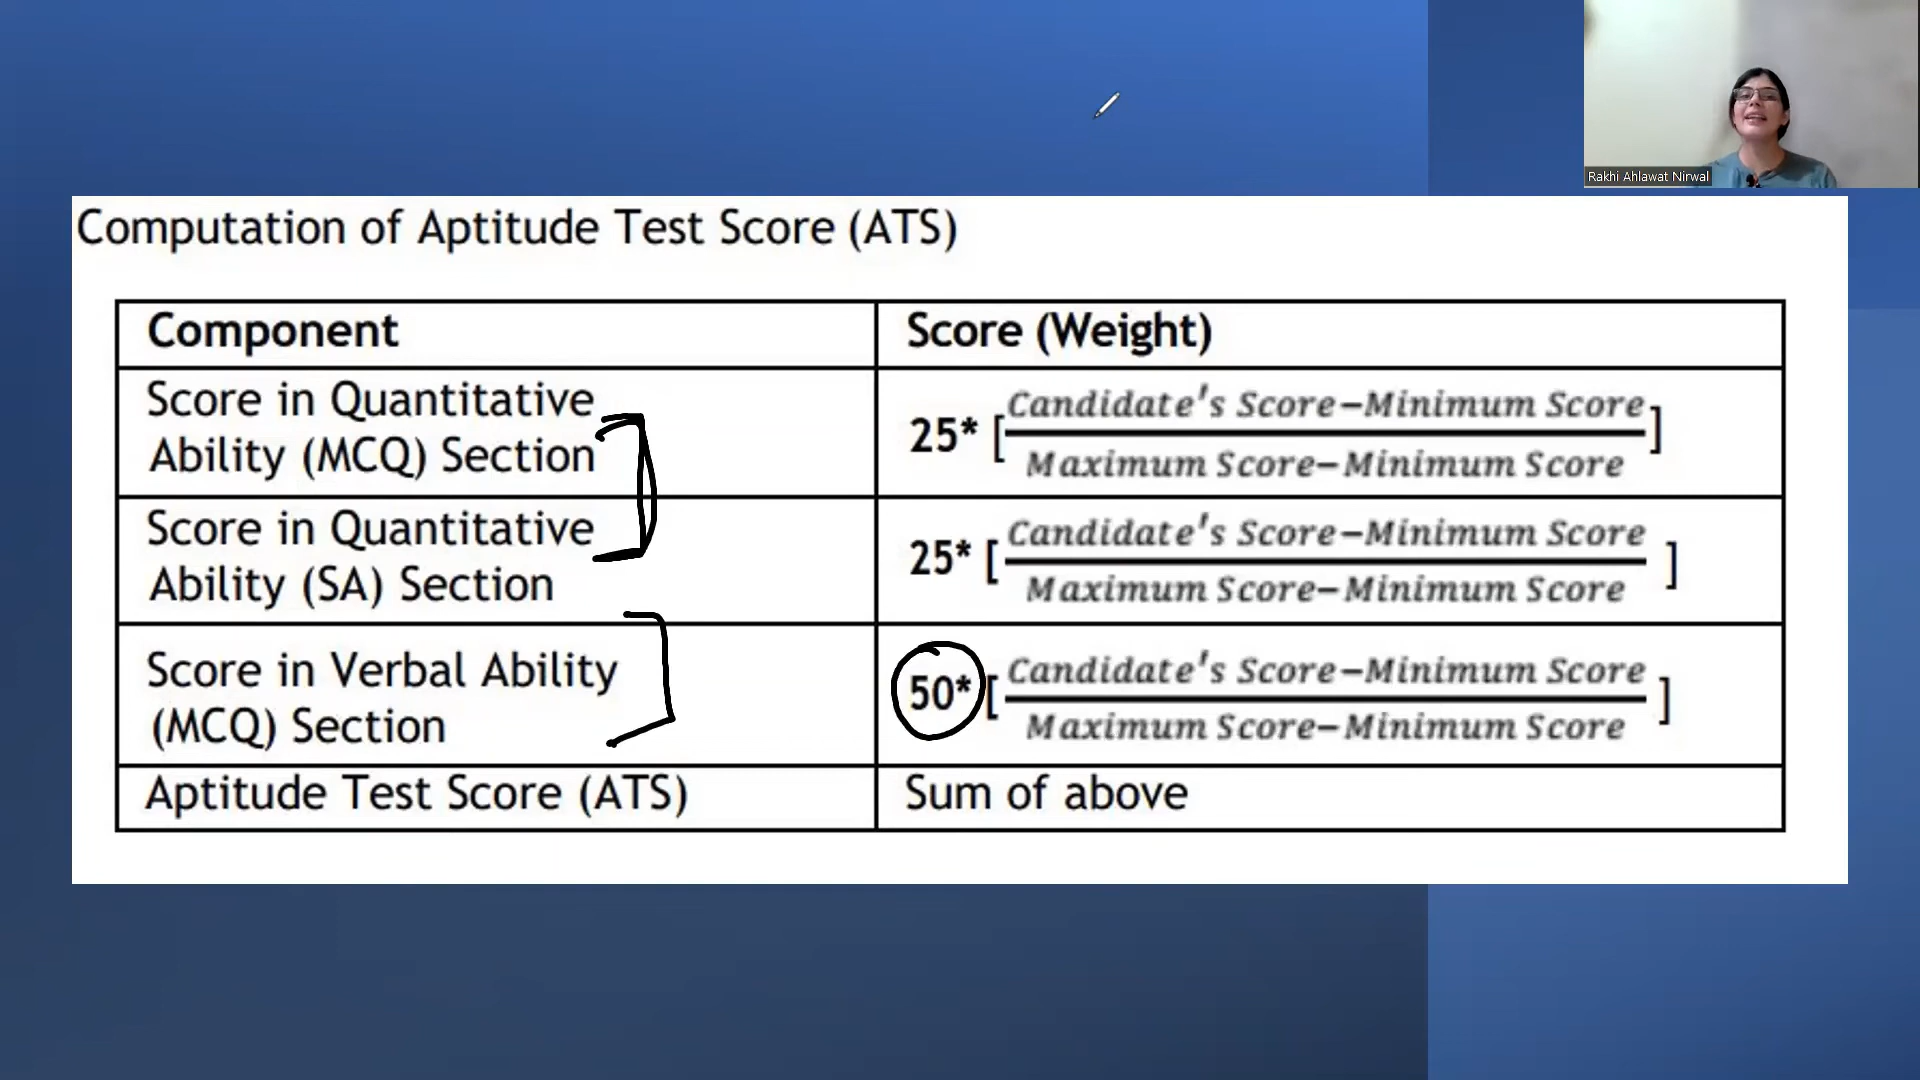 Rakhi Ahlawat Nirwal
Computation of Aptitude Test Score (ATS)
Component
Score (Weight)
Score in Quantitative
Ability (MCQ) Section
25* [Candidate's Score−Minimum Score
Maximum Score−Minimum Score]
Score in Quantitative
Ability (SA) Section
25* [Candidate's Score−Minimum Score
Maximum Score−Minimum Score ]
Score in Verbal Ability
(MCQ) Section
50* [Candidate's Score−Minimum Score
Maximum Score−Minimum Score ]
Aptitude Test Score (ATS)
Sum of above